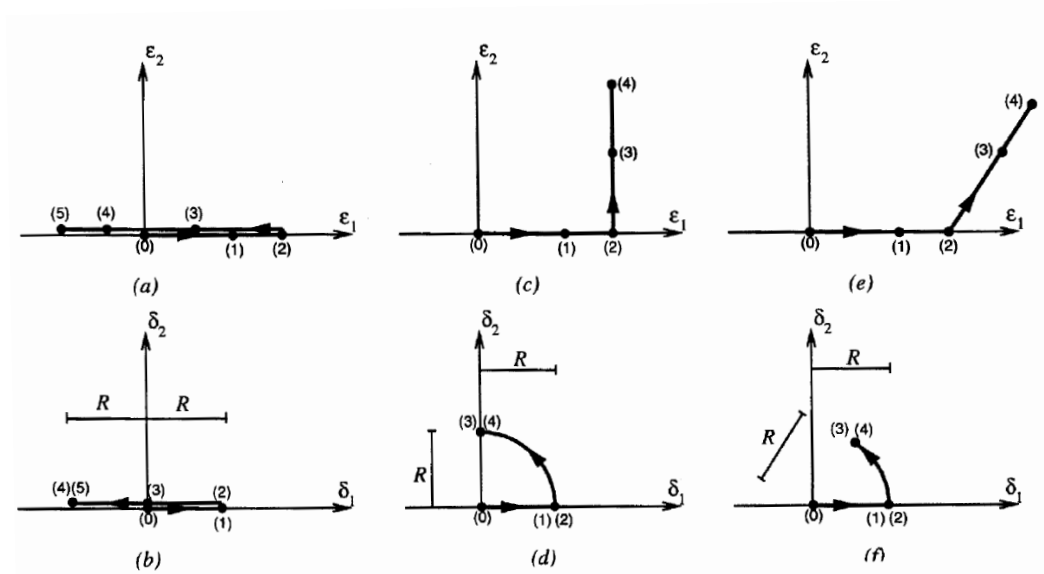 ε2 ε2 ε2
(4) (4)
(3) (3)
(5) (4) (3) ε1 ε1 ε1
(0) (1) (2) (0) (1) (2) (0) (1) (2)
(a) (c) (e)
δ2 δ2 δ2
R R R R
(3) (4) (3) (4)
R R
(4)(5) (3) (2) δ1 δ1 δ1
(0) (1) (0) (1) (2) (0) (1) (2)
(b) (d) (f)